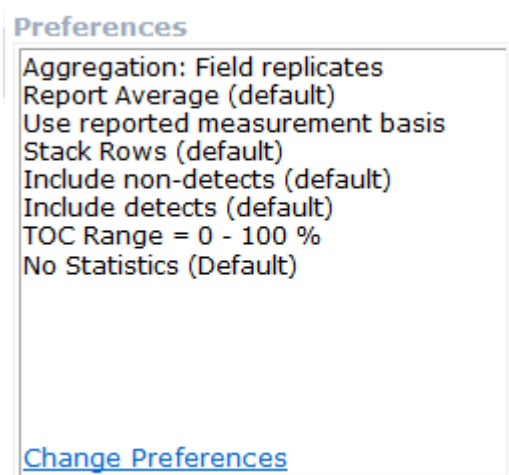 Preferences
Aggregation: Field replicates
Report Average (default)
Use reported measurement basis
Stack Rows (default)
Include non-detects (default)
Include detects (default)
TOC Range = 0 - 100 %
No Statistics (Default)
Change Preferences